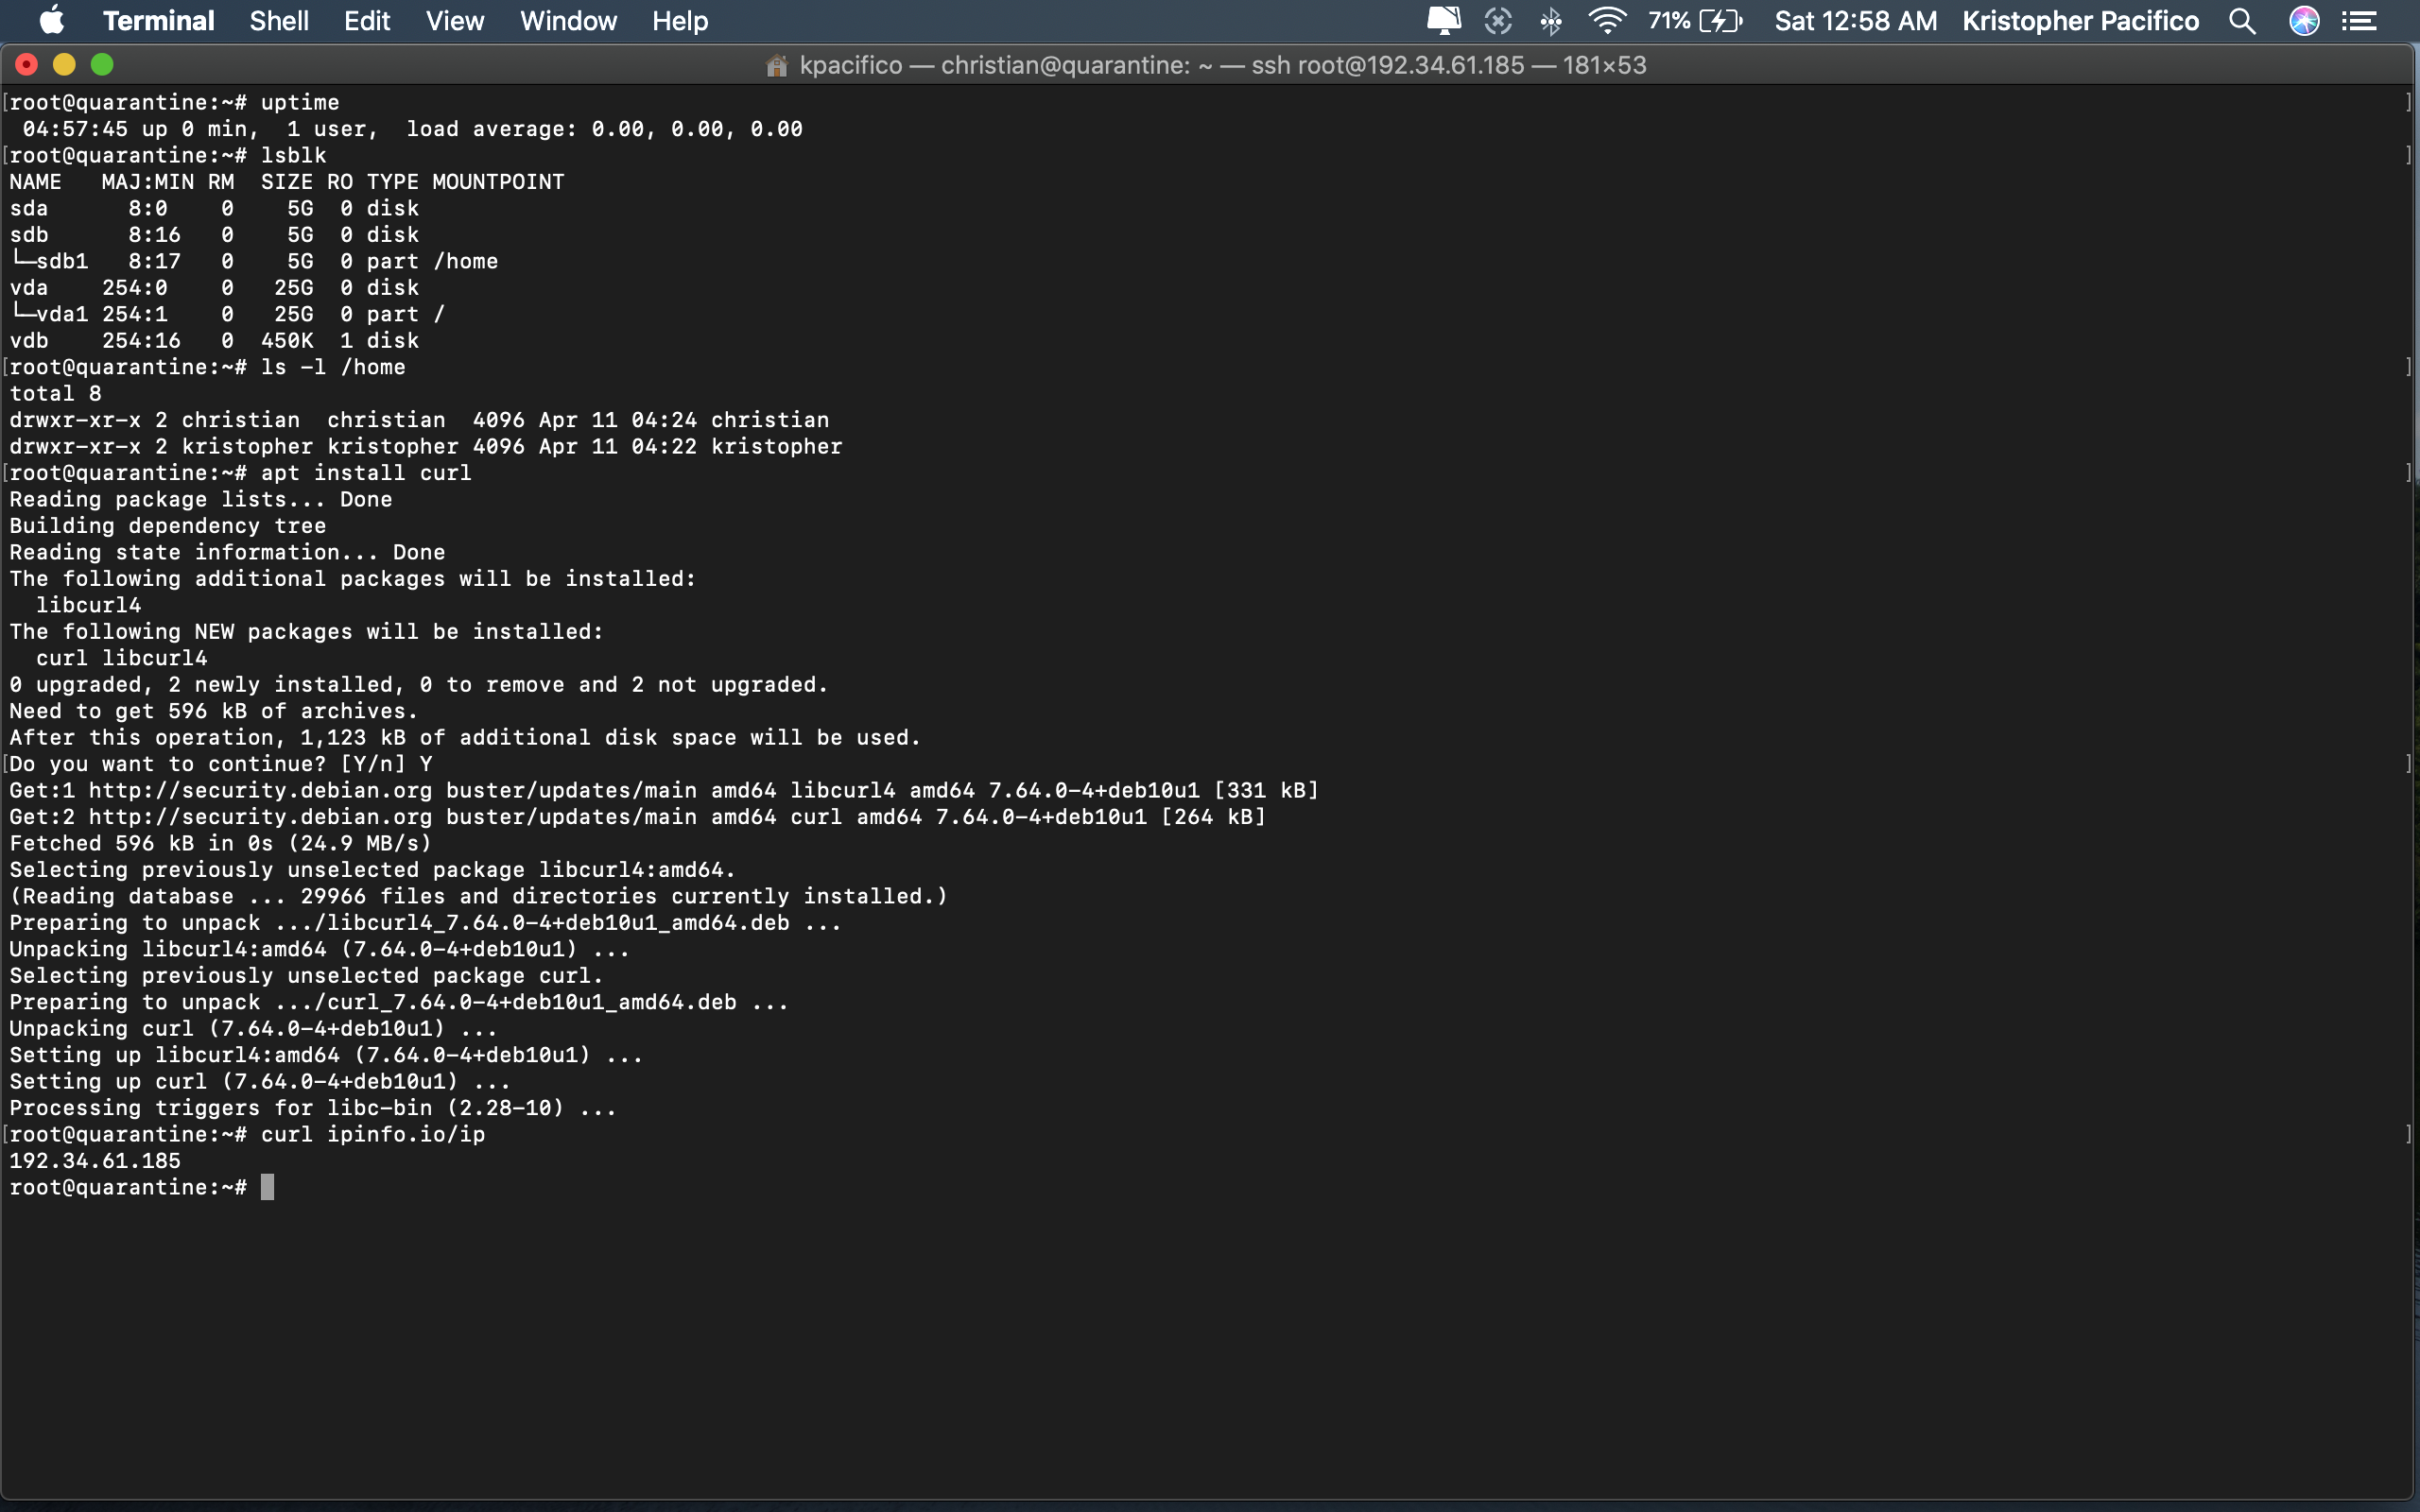 Terminal Shell Edit View Window Help 71% Sat 12:58 AM Kristopher Pacifico
kpacifico — christian@quarantine: ~ — ssh root@192.34.61.185 — 181×53
[root@quarantine:~# uptime ]
 04:57:45 up 0 min,  1 user,  load average: 0.00, 0.00, 0.00
[root@quarantine:~# lsblk ]
NAME   MAJ:MIN RM  SIZE RO TYPE MOUNTPOINT
sda      8:0    0    5G  0 disk
sdb      8:16   0    5G  0 disk
└─sdb1   8:17   0    5G  0 part /home
vda    254:0    0   25G  0 disk
└─vda1 254:1    0   25G  0 part /
vdb    254:16   0  450K  1 disk
[root@quarantine:~# ls -l /home ]
total 8
drwxr-xr-x 2 christian  christian  4096 Apr 11 04:24 christian
drwxr-xr-x 2 kristopher kristopher 4096 Apr 11 04:22 kristopher
[root@quarantine:~# apt install curl ]
Reading package lists... Done
Building dependency tree
Reading state information... Done
The following additional packages will be installed:
  libcurl4
The following NEW packages will be installed:
  curl libcurl4
0 upgraded, 2 newly installed, 0 to remove and 2 not upgraded.
Need to get 596 kB of archives.
After this operation, 1,123 kB of additional disk space will be used.
[Do you want to continue? [Y/n] Y ]
Get:1 http://security.debian.org buster/updates/main amd64 libcurl4 amd64 7.64.0-4+deb10u1 [331 kB]
Get:2 http://security.debian.org buster/updates/main amd64 curl amd64 7.64.0-4+deb10u1 [264 kB]
Fetched 596 kB in 0s (24.9 MB/s)
Selecting previously unselected package libcurl4:amd64.
(Reading database ... 29966 files and directories currently installed.)
Preparing to unpack .../libcurl4_7.64.0-4+deb10u1_amd64.deb ...
Unpacking libcurl4:amd64 (7.64.0-4+deb10u1) ...
Selecting previously unselected package curl.
Preparing to unpack .../curl_7.64.0-4+deb10u1_amd64.deb ...
Unpacking curl (7.64.0-4+deb10u1) ...
Setting up libcurl4:amd64 (7.64.0-4+deb10u1) ...
Setting up curl (7.64.0-4+deb10u1) ...
Processing triggers for libc-bin (2.28-10) ...
[root@quarantine:~# curl ipinfo.io/ip ]
192.34.61.185
root@quarantine:~#